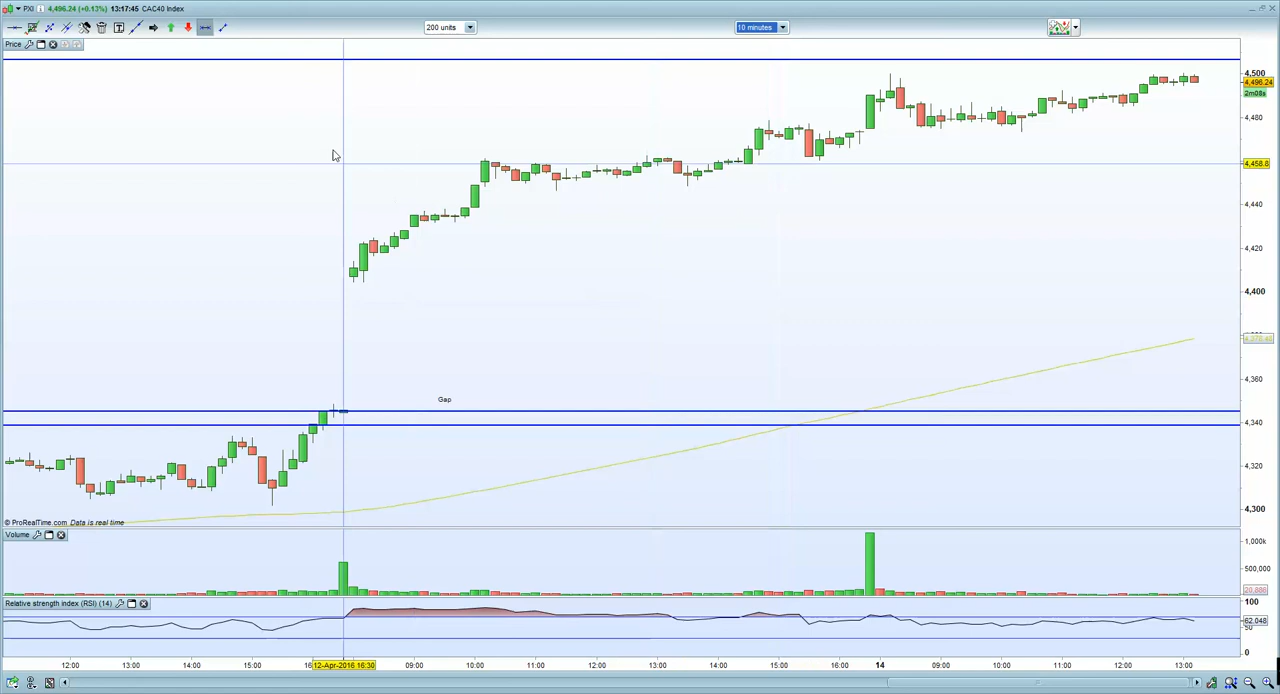 PXI 4,496.24 (+0.13%) 13:17:45 CAC40 Index
200 units
10 minutes
Price
4,500
4,496.24
2m08s
4,480
4,458.8
4,440
4,420
4,400
4,360
4,340
4,320
4,300
Gap
© ProRealTime.com Data is real time
Volume
1,000k
500,000
20,886
Relative strength index (RSI) (14)
100
62.048
50
0
12:00 13:00 14:00 15:00 16 12-Apr-2016 16:30 09:00 10:00 11:00 12:00 13:00 14:00 15:00 16:00 14 09:00 10:00 11:00 12:00 13:00